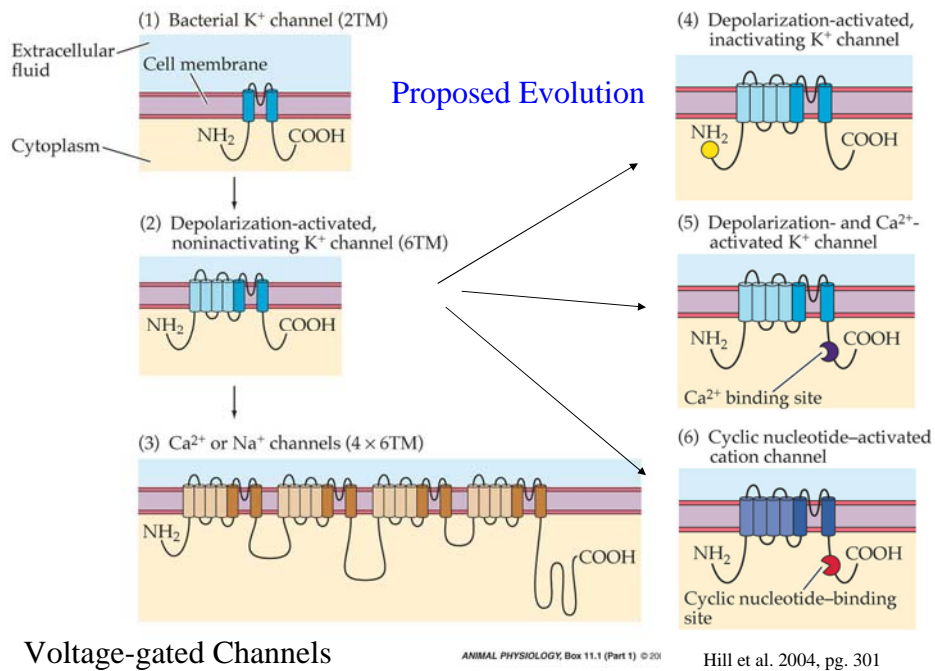 (1) Bacterial K⁺ channel (2TM)
Extracellular
fluid
Cell membrane
NH₂
COOH
Cytoplasm
Proposed Evolution
(2) Depolarization-activated,
noninactivating K⁺ channel (6TM)
NH₂
COOH
(3) Ca²⁺ or Na⁺ channels (4 × 6TM)
NH₂
COOH
(4) Depolarization-activated,
inactivating K⁺ channel
NH₂
COOH
(5) Depolarization- and Ca²⁺-
activated K⁺ channel
NH₂
COOH
Ca²⁺ binding site
(6) Cyclic nucleotide–activated
cation channel
NH₂
COOH
Cyclic nucleotide–binding
site
Voltage-gated Channels
ANIMAL PHYSIOLOGY, Box 11.1 (Part 1) © 
Hill et al. 2004, pg. 301